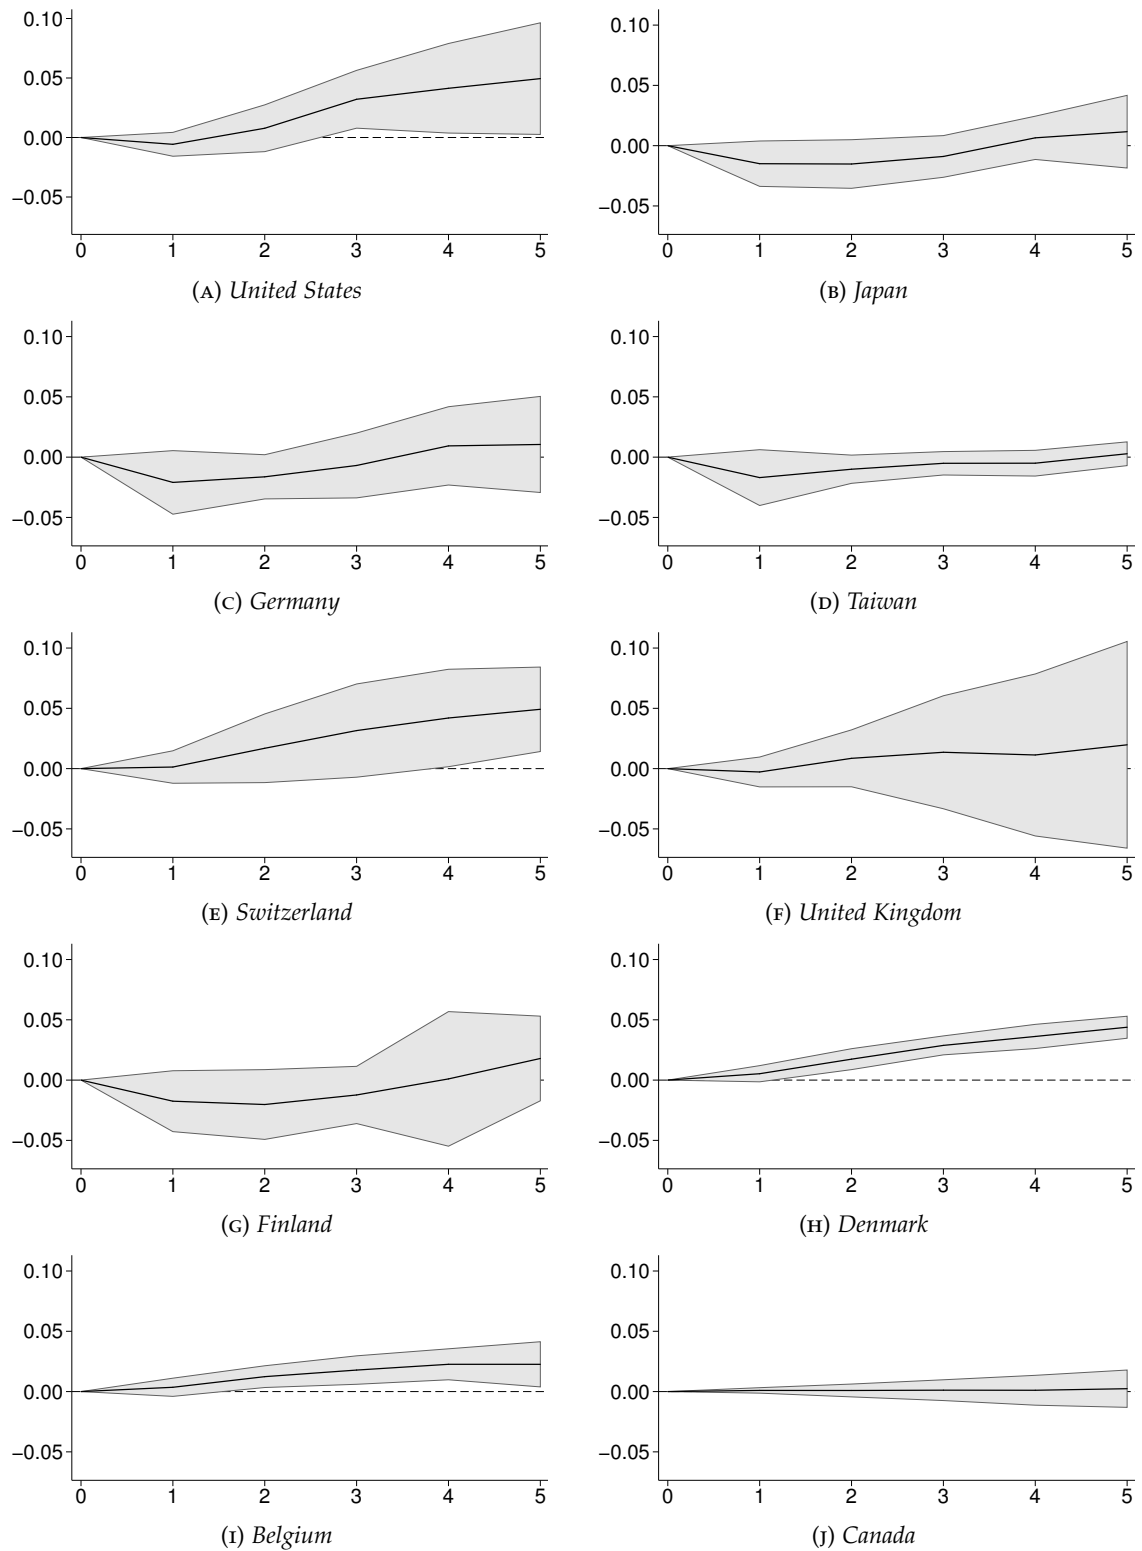 0.10
0.05
0.00
−0.05
0 1 2 3 4 5
(A) United States
0.10
0.05
0.00
−0.05
0 1 2 3 4 5
(B) Japan
0.10
0.05
0.00
−0.05
0 1 2 3 4 5
(C) Germany
0.10
0.05
0.00
−0.05
0 1 2 3 4 5
(D) Taiwan
0.10
0.05
0.00
−0.05
0 1 2 3 4 5
(E) Switzerland
0.10
0.05
0.00
−0.05
0 1 2 3 4 5
(F) United Kingdom
0.10
0.05
0.00
−0.05
0 1 2 3 4 5
(G) Finland
0.10
0.05
0.00
−0.05
0 1 2 3 4 5
(H) Denmark
0.10
0.05
0.00
−0.05
0 1 2 3 4 5
(I) Belgium
0.10
0.05
0.00
−0.05
0 1 2 3 4 5
(J) Canada